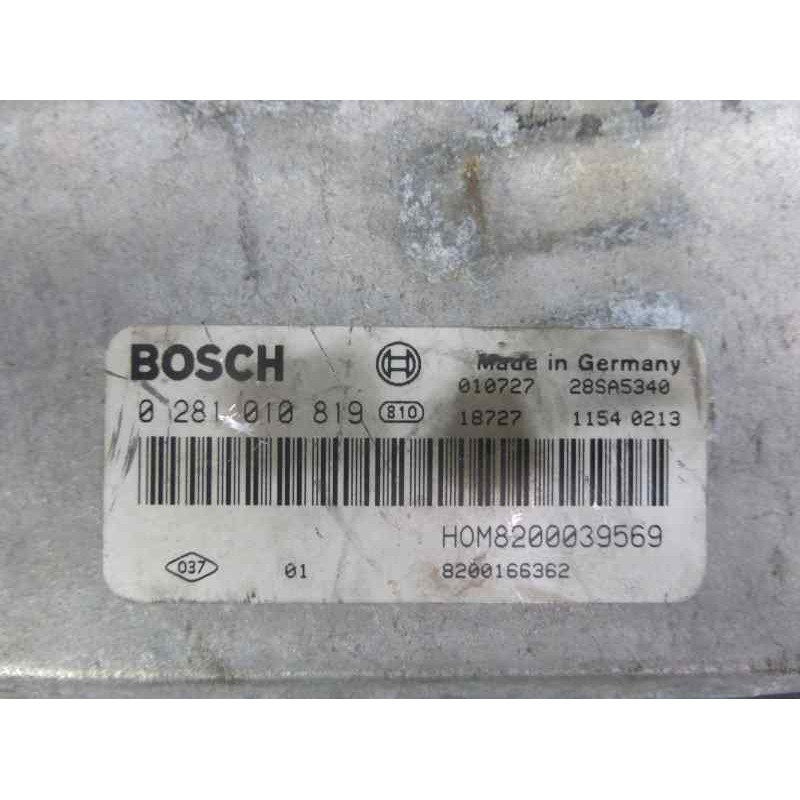 BOSCH
Made in Germany
010727 28SA5340
0 281 010 819 810
18727 1154 0213
HOM8200039569
037 01 8200166362